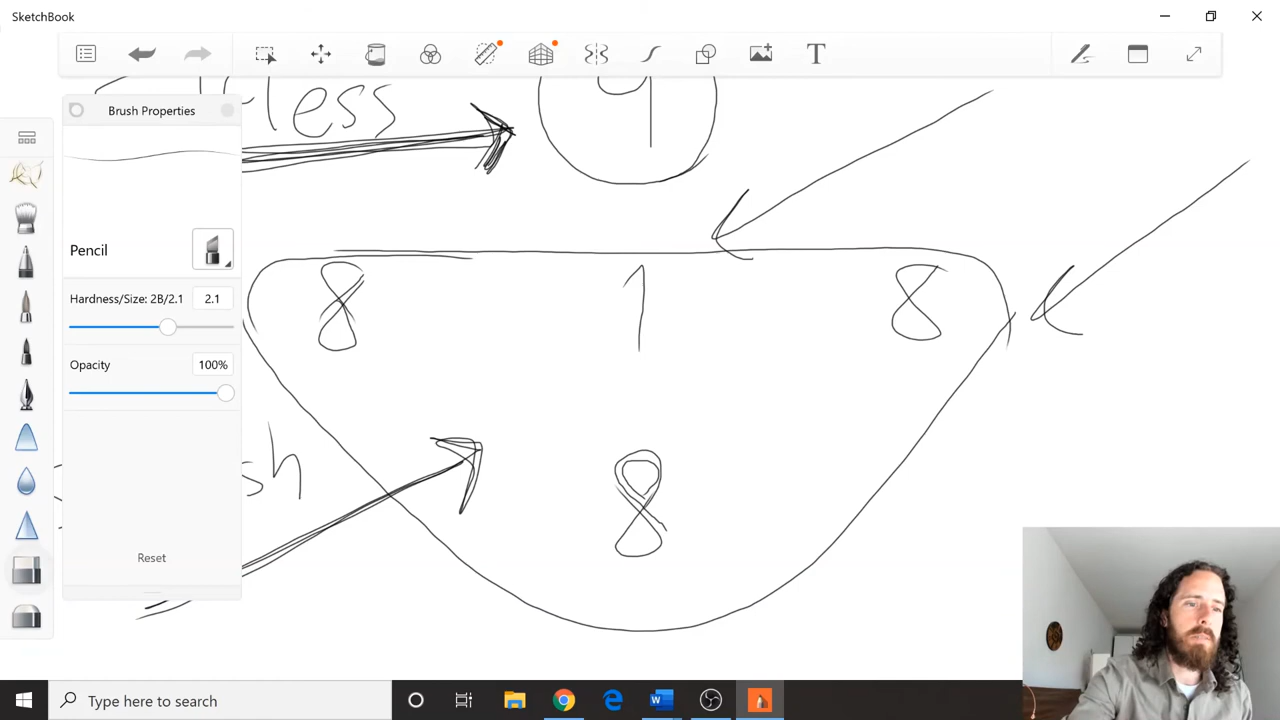 SketchBook
less
Brush Properties
9
Pencil
8 1 8
Hardness/Size: 2B/2.1 2.1
Opacity 100%
8
sh
Reset
Type here to search